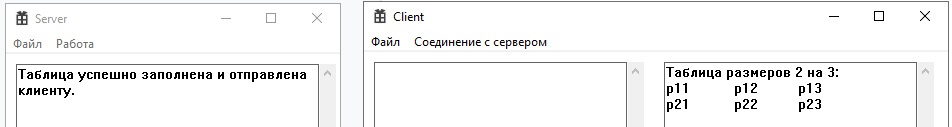 Server
Файл Работа
Таблица успешно заполнена и отправлена
клиенту.
Client
Файл Соединение с сервером
Таблица размеров 2 на 3:
p11 p12 p13
p21 p22 p23